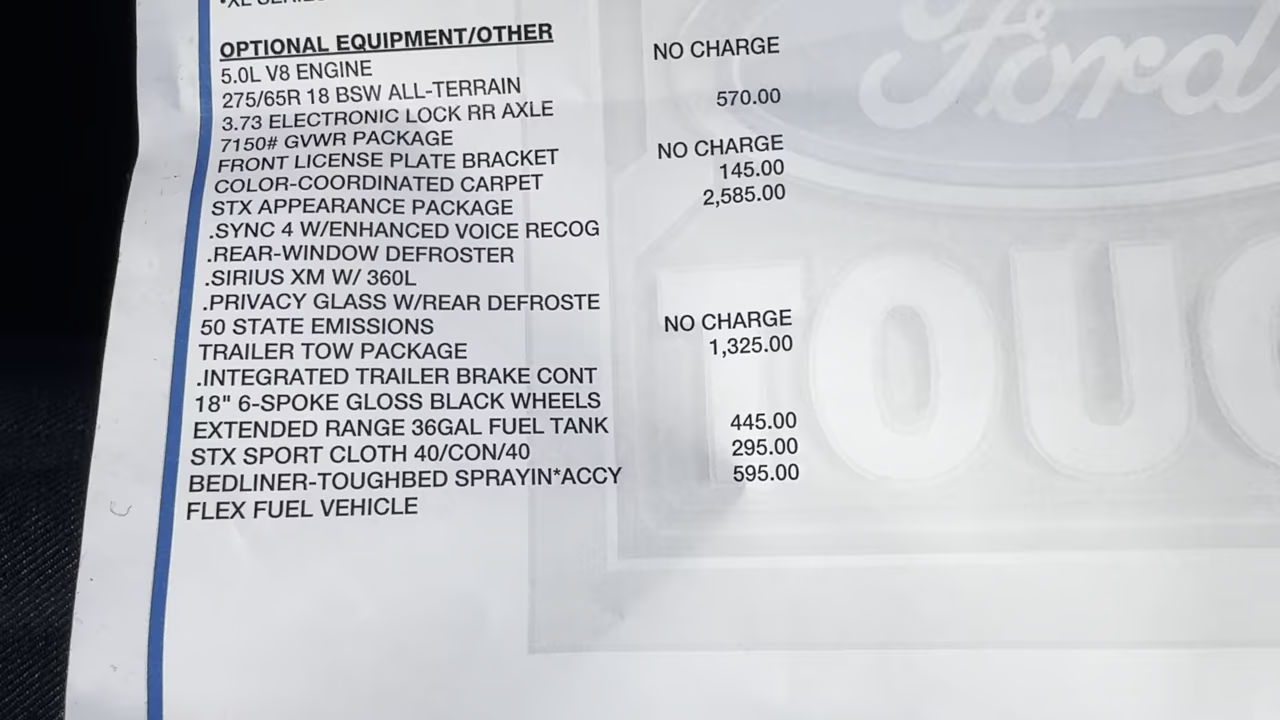 *XL SERIES
OPTIONAL EQUIPMENT/OTHER
5.0L V8 ENGINE NO CHARGE
275/65R 18 BSW ALL-TERRAIN
3.73 ELECTRONIC LOCK RR AXLE 570.00
7150# GVWR PACKAGE
FRONT LICENSE PLATE BRACKET NO CHARGE
COLOR-COORDINATED CARPET 145.00
STX APPEARANCE PACKAGE 2,585.00
.SYNC 4 W/ENHANCED VOICE RECOG
.REAR-WINDOW DEFROSTER
.SIRIUS XM W/ 360L
.PRIVACY GLASS W/REAR DEFROSTE
50 STATE EMISSIONS NO CHARGE
TRAILER TOW PACKAGE 1,325.00
.INTEGRATED TRAILER BRAKE CONT
18" 6-SPOKE GLOSS BLACK WHEELS
EXTENDED RANGE 36GAL FUEL TANK 445.00
STX SPORT CLOTH 40/CON/40 295.00
BEDLINER-TOUGHBED SPRAYIN*ACCY 595.00
FLEX FUEL VEHICLE
Ford